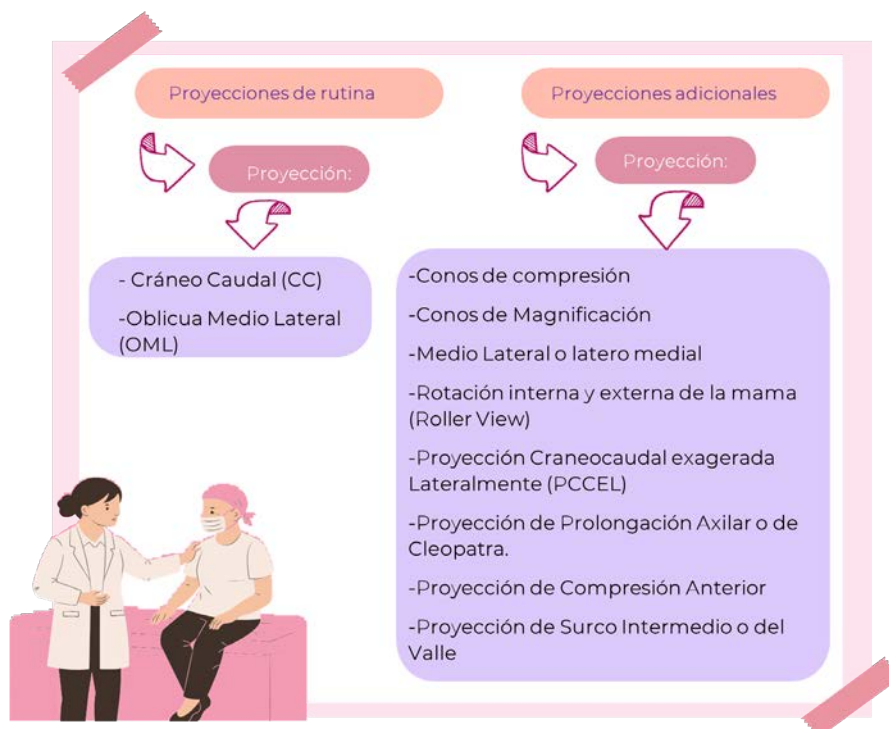 Proyecciones de rutina
Proyección:
- Cráneo Caudal (CC)
-Oblicua Medio Lateral
(OML)
Proyecciones adicionales
Proyección:
-Conos de compresión
-Conos de Magnificación
-Medio Lateral o latero medial
-Rotación interna y externa de la mama
(Roller View)
-Proyección Craneocaudal exagerada
Lateralmente (PCCEL)
-Proyección de Prolongación Axilar o de
Cleopatra.
-Proyección de Compresión Anterior
-Proyección de Surco Intermedio o del
Valle